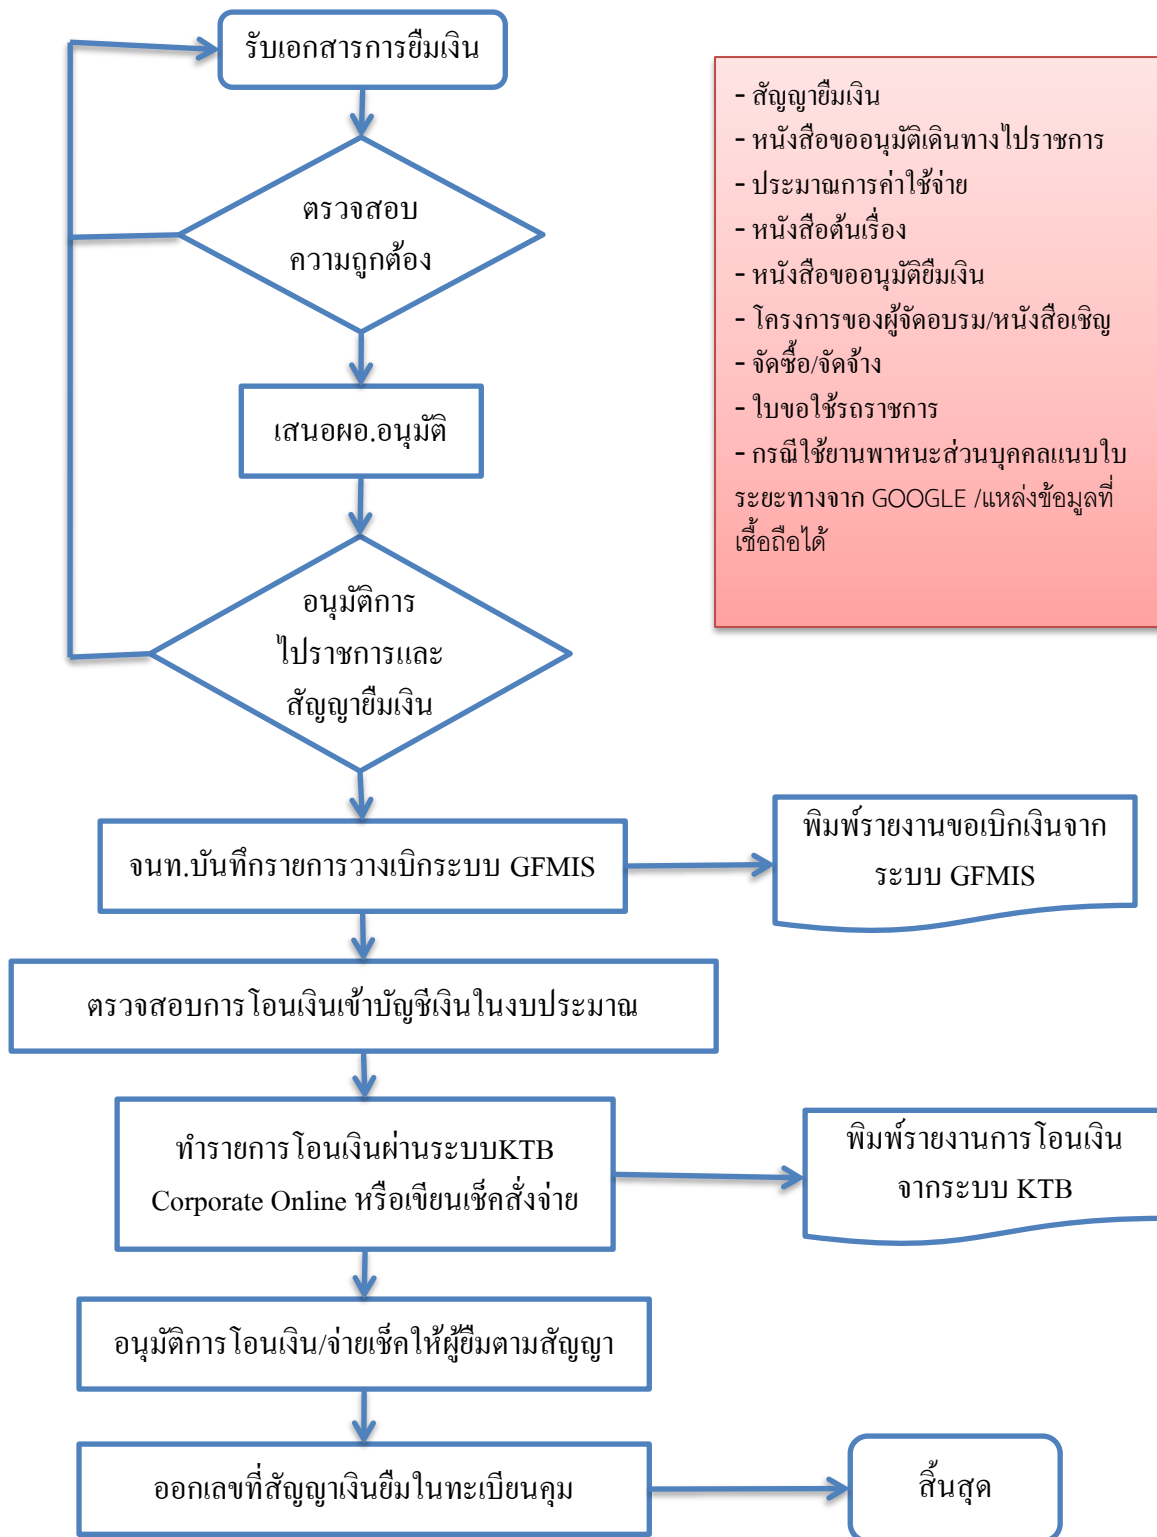 รับเอกสารการยืมเงิน
ตรวจสอบ
ความถูกต้อง
เสนอผอ.อนุมัติ
อนุมัติการ
ไปราชการและ
สัญญายืมเงิน
- สัญญายืมเงิน
- หนังสือขออนุมัติเดินทางไปราชการ
- ประมาณการค่าใช้จ่าย
- หนังสือต้นเรื่อง
- หนังสือขออนุมัติยืมเงิน
- โครงการของผู้จัดอบรม/หนังสือเชิญ
- จัดซื้อ/จัดจ้าง
- ใบขอใช้รถราชการ
- กรณีใช้ยานพาหนะส่วนบุคคลแนบใบ
ระยะทางจาก GOOGLE /แหล่งข้อมูลที่
เชื้อถือได้
จนท.บันทึกรายการวางเบิกระบบ GFMIS
พิมพ์รายงานขอเบิกเงินจาก
ระบบ GFMIS
ตรวจสอบการโอนเงินเข้าบัญชีเงินในงบประมาณ
ทำรายการโอนเงินผ่านระบบKTB
Corporate Online หรือเขียนเช็คสั่งจ่าย
พิมพ์รายงานการโอนเงิน
จากระบบ KTB
อนุมัติการโอนเงิน/จ่ายเช็คให้ผู้ยืมตามสัญญา
ออกเลขที่สัญญาเงินยืมในทะเบียนคุม
สิ้นสุด